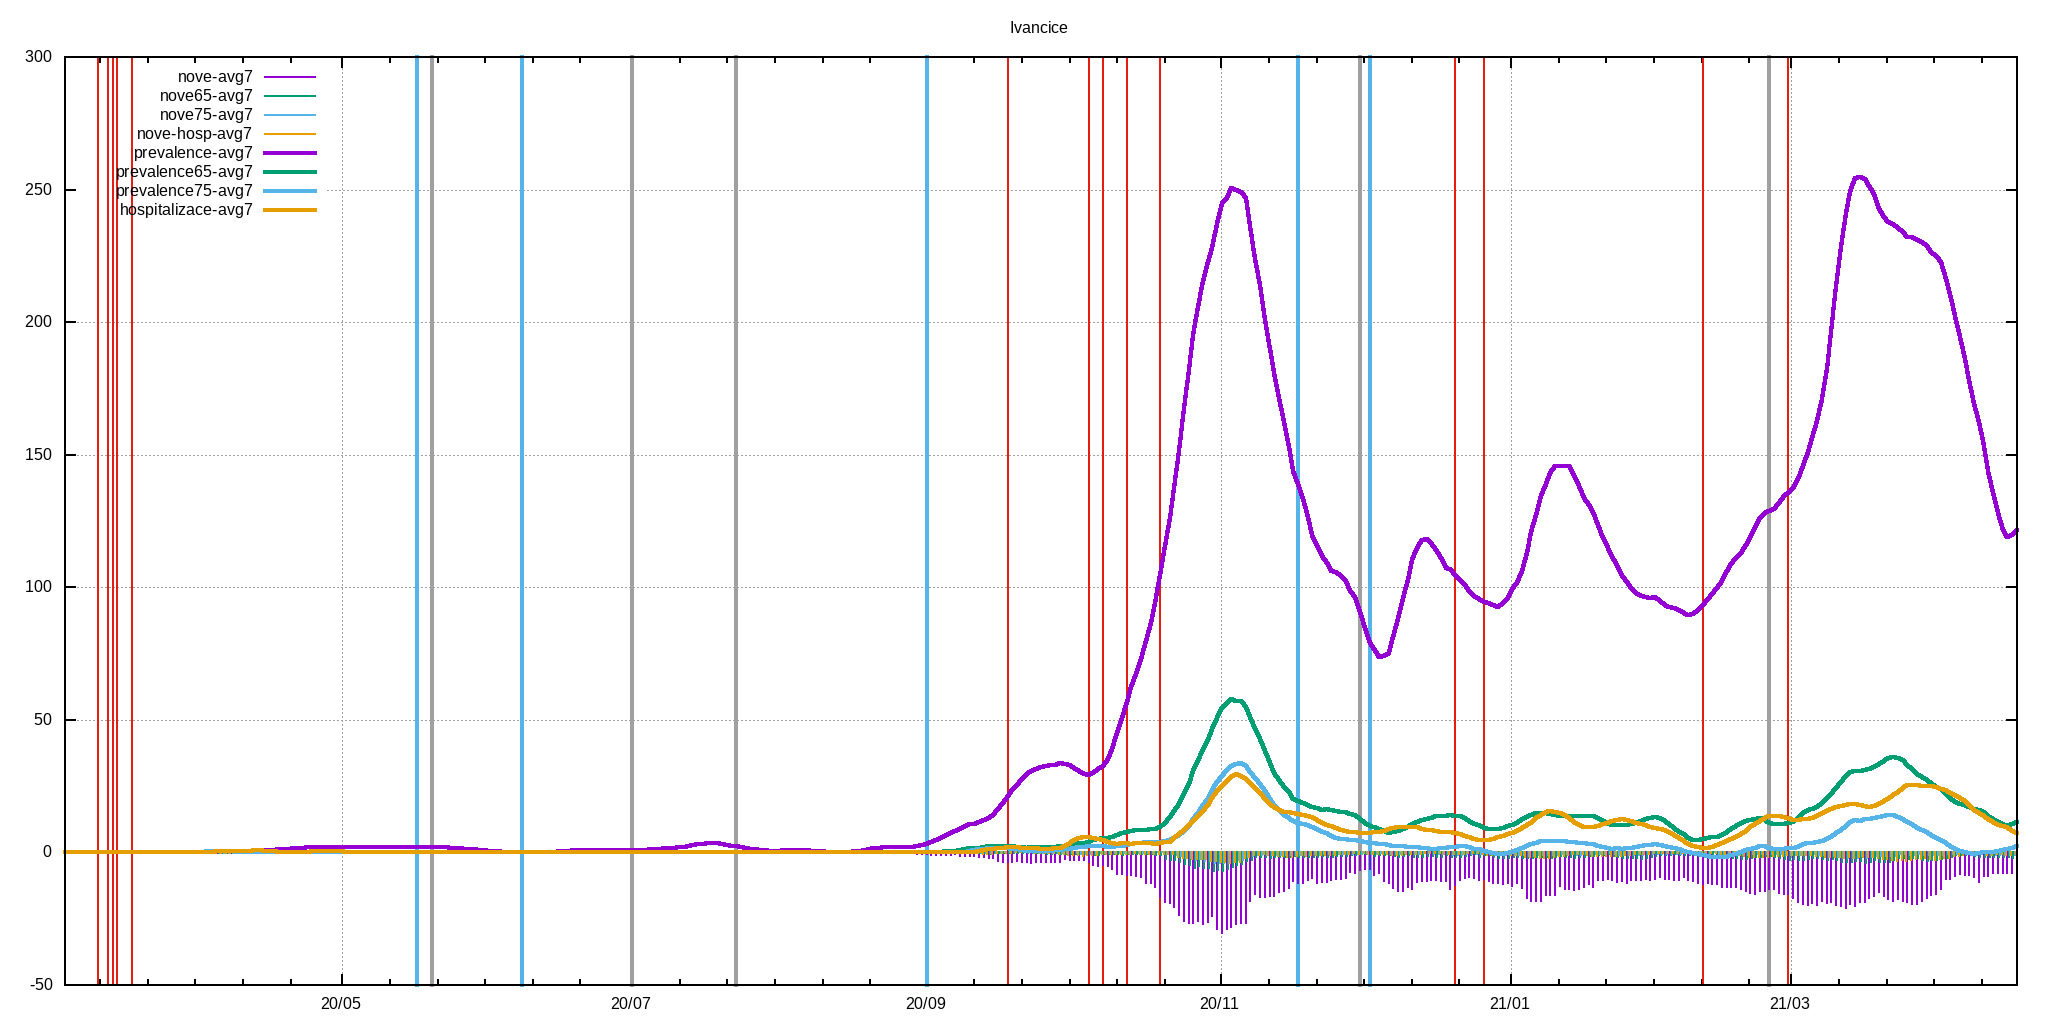 Ivancice
300
250
200
150
100
50
0
-50
nove-avg7
nove65-avg7
nove75-avg7
nove-hosp-avg7
prevalence-avg7
prevalence65-avg7
prevalence75-avg7
hospitalizace-avg7
20/05
20/07
20/09
20/11
21/01
21/03